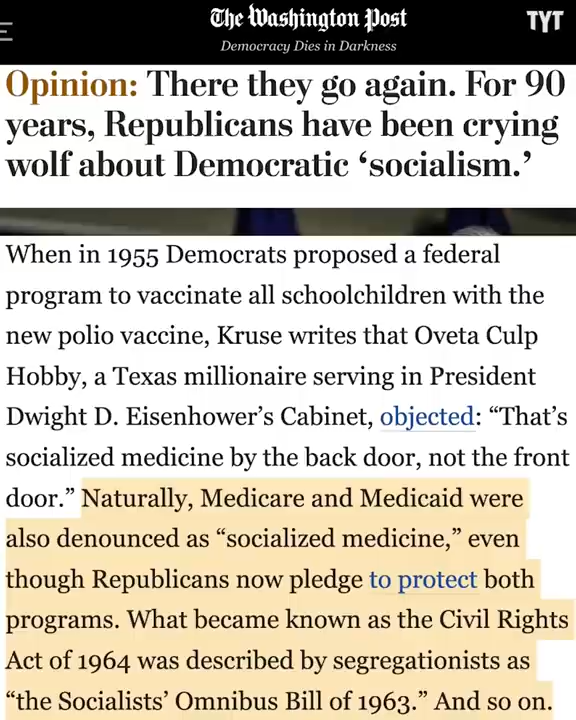 The Washington Post
TYT
Democracy Dies in Darkness
Opinion: There they go again. For 90
years, Republicans have been crying
wolf about Democratic ‘socialism.’
When in 1955 Democrats proposed a federal
program to vaccinate all schoolchildren with the
new polio vaccine, Kruse writes that Oveta Culp
Hobby, a Texas millionaire serving in President
Dwight D. Eisenhower’s Cabinet, objected: “That’s
socialized medicine by the back door, not the front
door.” Naturally, Medicare and Medicaid were
also denounced as “socialized medicine,” even
though Republicans now pledge to protect both
programs. What became known as the Civil Rights
Act of 1964 was described by segregationists as
“the Socialists’ Omnibus Bill of 1963.” And so on.